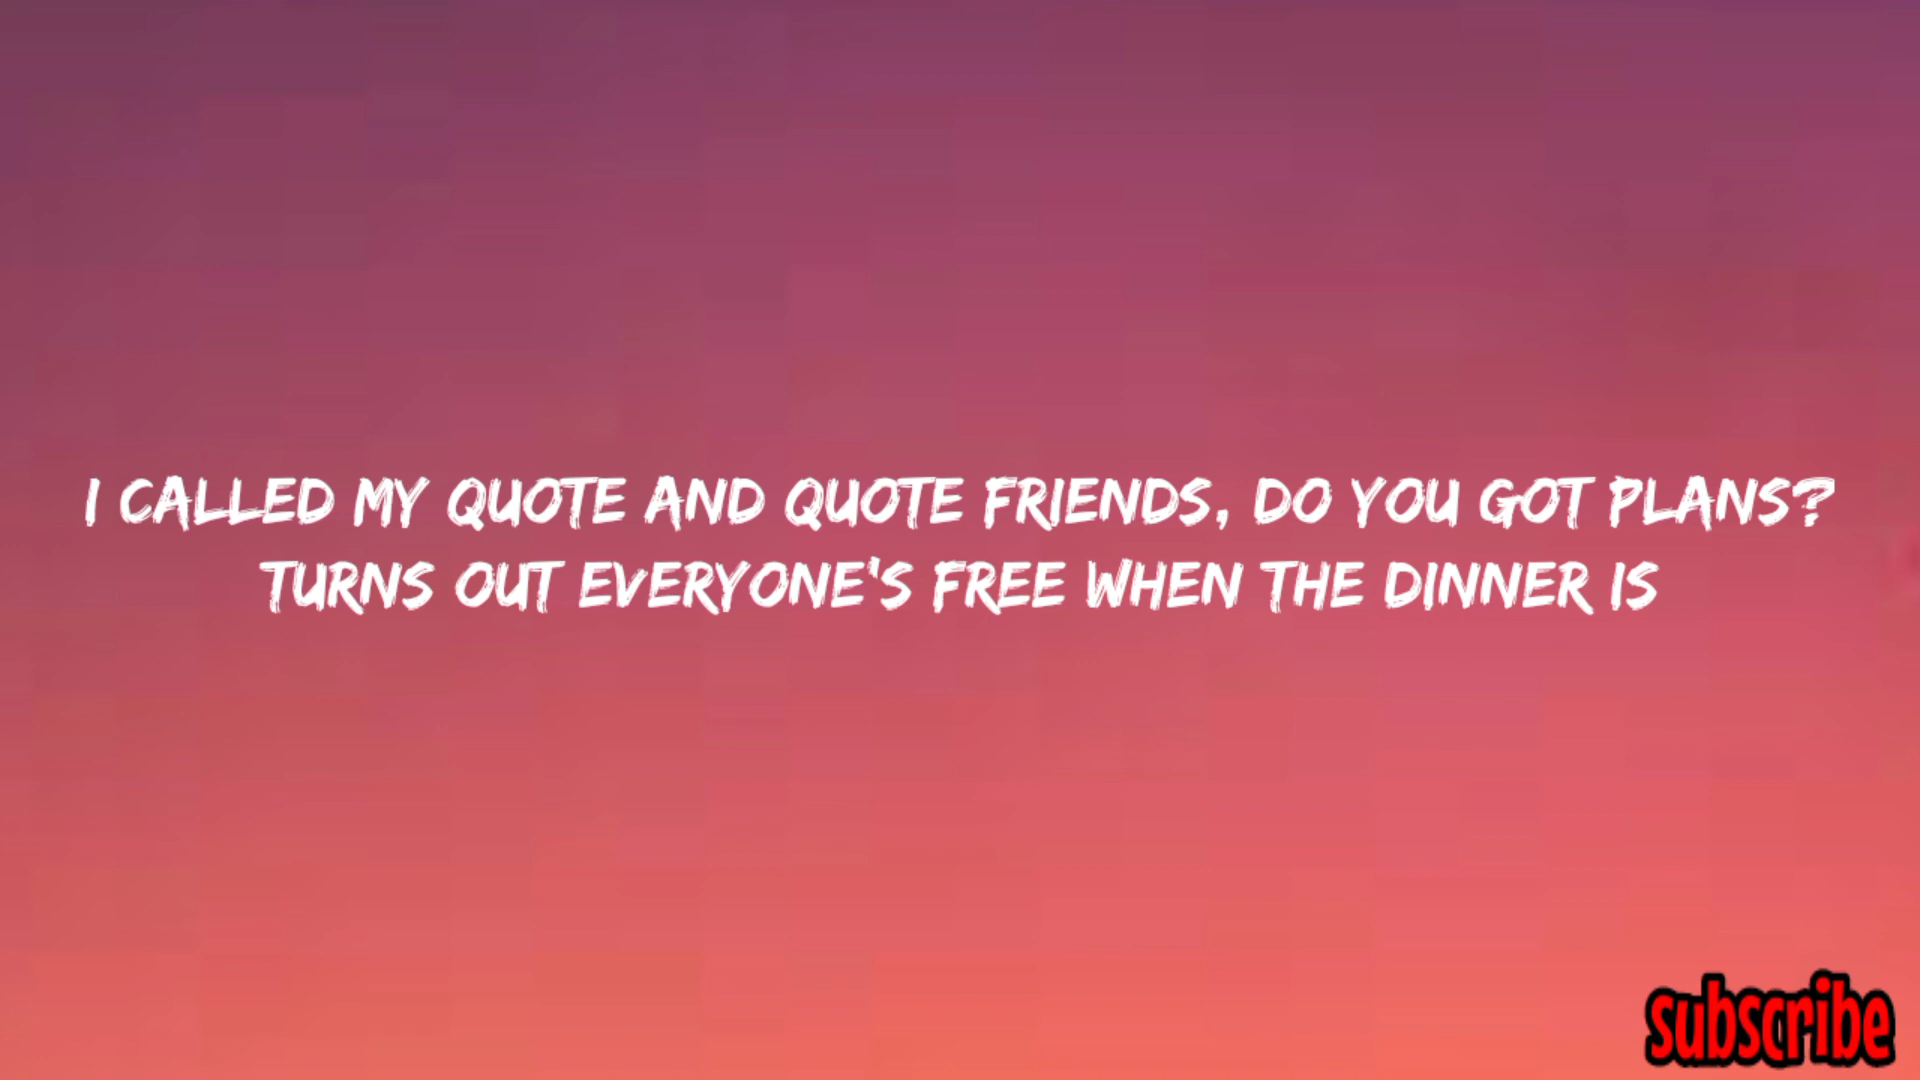 I CALLED MY QUOTE AND QUOTE FRIENDS, DO YOU GOT PLANS?
TURNS OUT EVERYONE'S FREE WHEN THE DINNER IS
subscribe